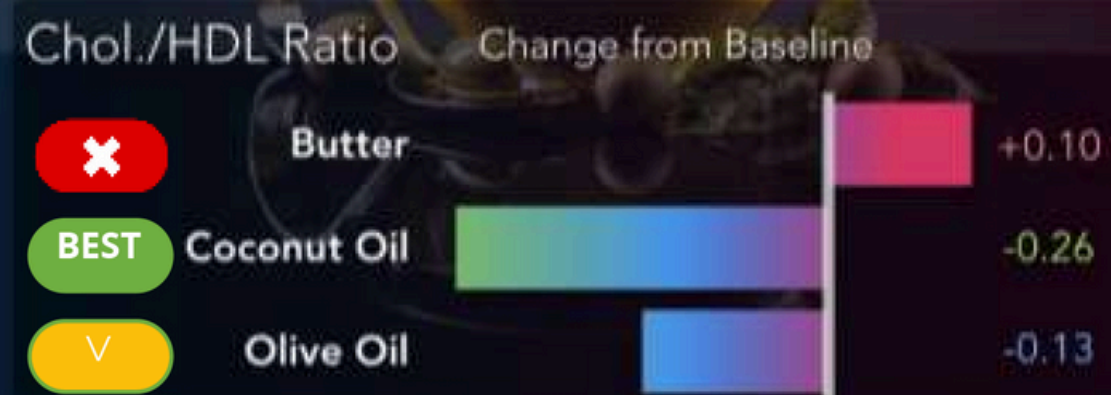 Chol./HDL Ratio Change from Baseline
✖ Butter +0.10
BEST Coconut Oil -0.26
V Olive Oil -0.13